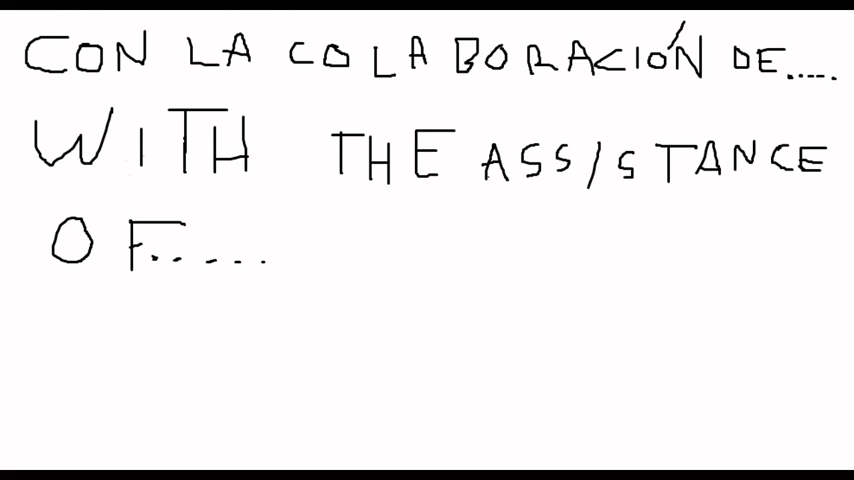 CON LA COLABORACIÓN DE.....
WITH THE ASSISTANCE
OF.....